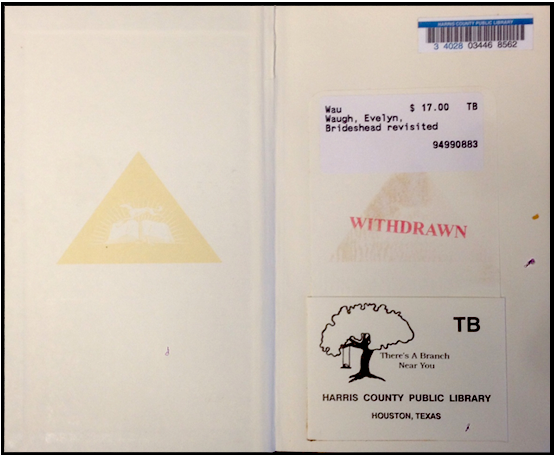 HARRIS COUNTY PUBLIC LIBRARY
3 4028 03446 8562
Wau $ 17.00 TB
Waugh, Evelyn,
Brideshead revisited
94990883
WITHDRAWN
TB
There's A Branch
Near You
HARRIS COUNTY PUBLIC LIBRARY
HOUSTON, TEXAS